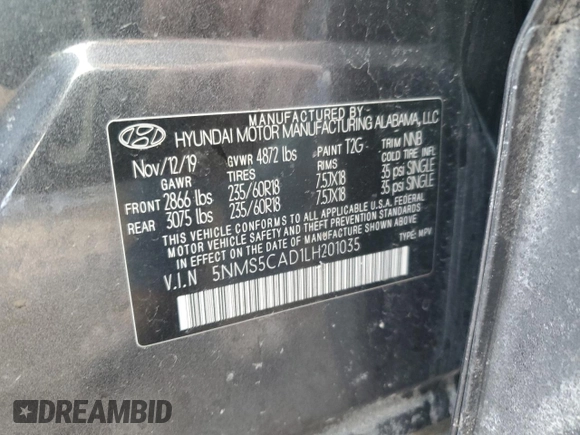 MANUFACTURED BY
HYUNDAI MOTOR MANUFACTURING ALABAMA, LLC
Nov/12/19 GVWR 4872 lbs PAINT T2G TRIM NNB
GAWR TIRES RIMS COLD TIRE INFL
FRONT 2866 lbs 235/60R18 7.5JX18 35 psi SINGLE
REAR 3075 lbs 235/60R18 7.5JX18 35 psi SINGLE
THIS VEHICLE CONFORMS TO ALL APPLICABLE U.S.A. FEDERAL
MOTOR VEHICLE SAFETY AND THEFT PREVENTION STANDARDS
IN EFFECT ON THE DATE OF MANUFACTURE SHOWN ABOVE.
V.I.N 5NMS5CAD1LH201035 TYPE: MPV
DREAMBID